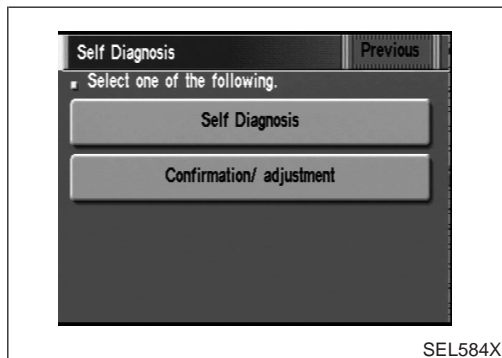 Self Diagnosis Previous
Select one of the following.
Self Diagnosis
Confirmation/ adjustment
SEL584X